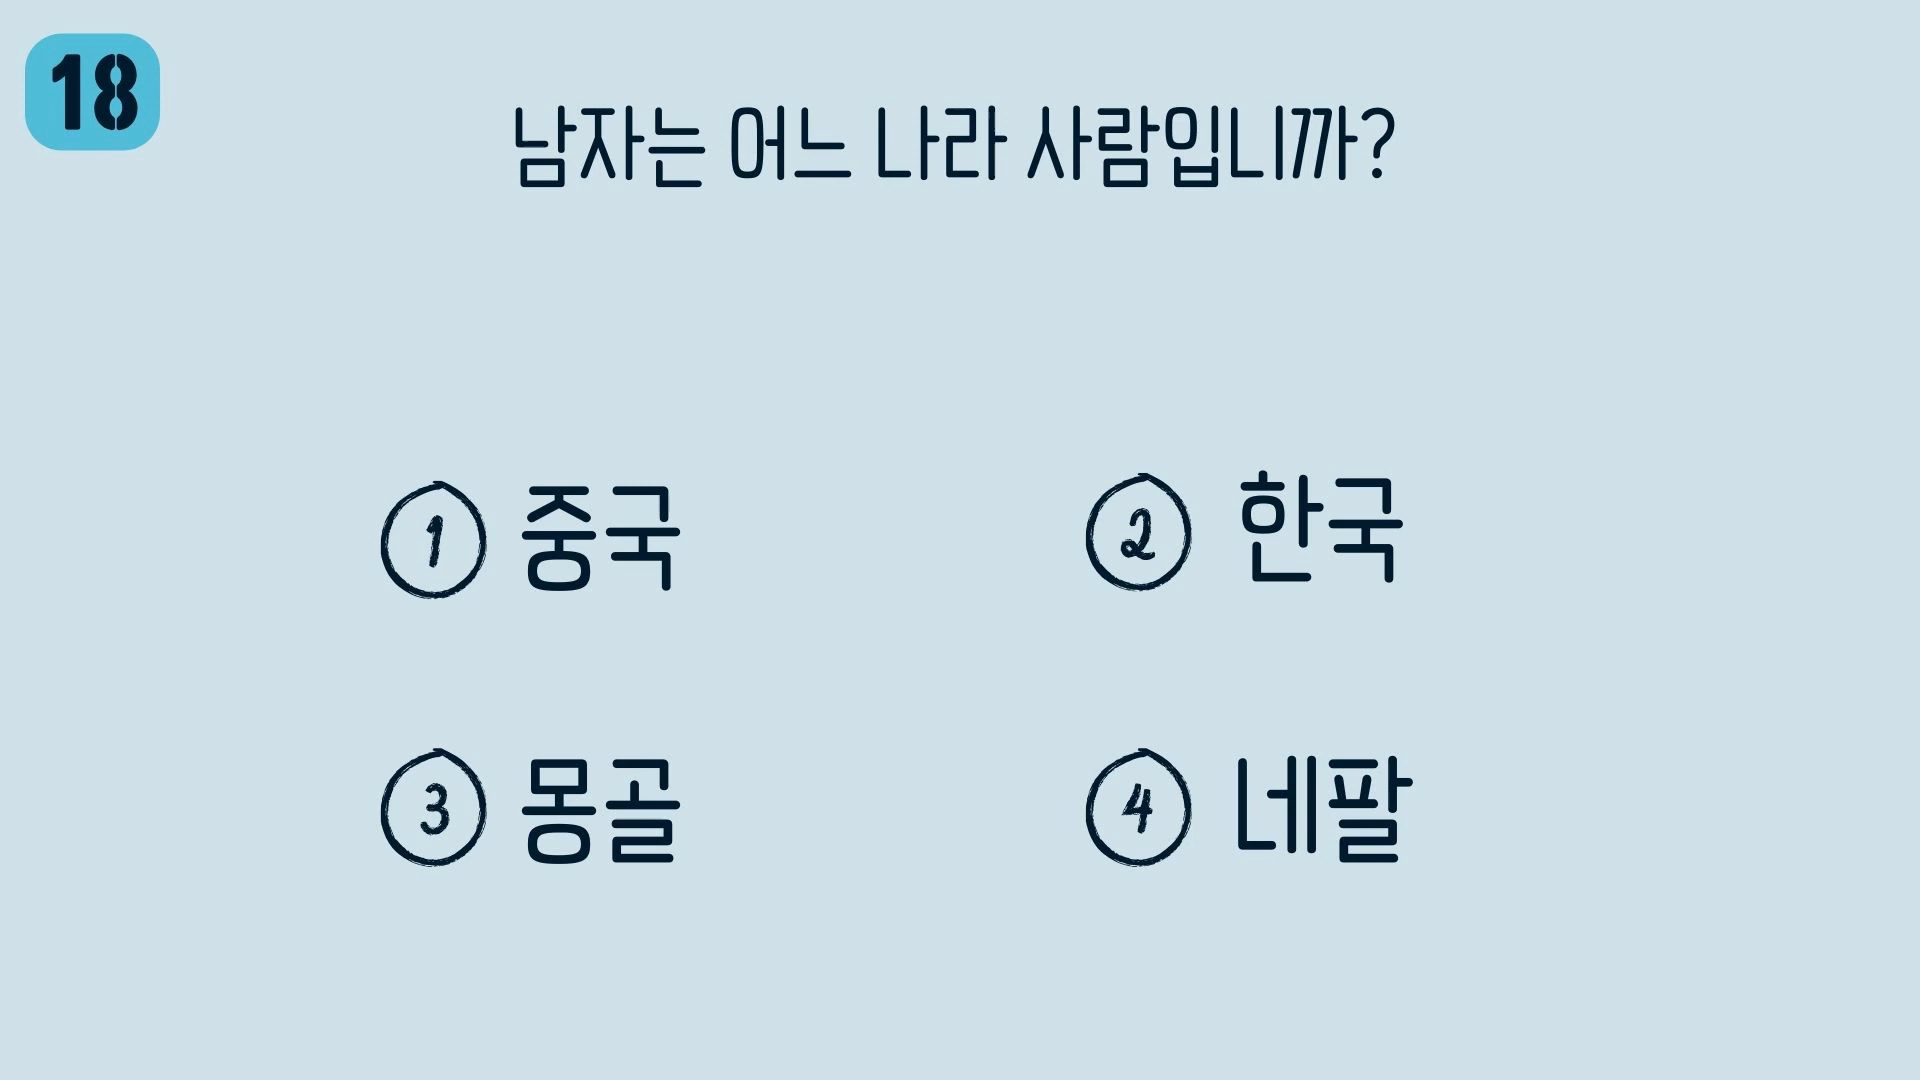 18
남자는 어느 나라 사람입니까?
① 중국
② 한국
③ 몽골
④ 네팔